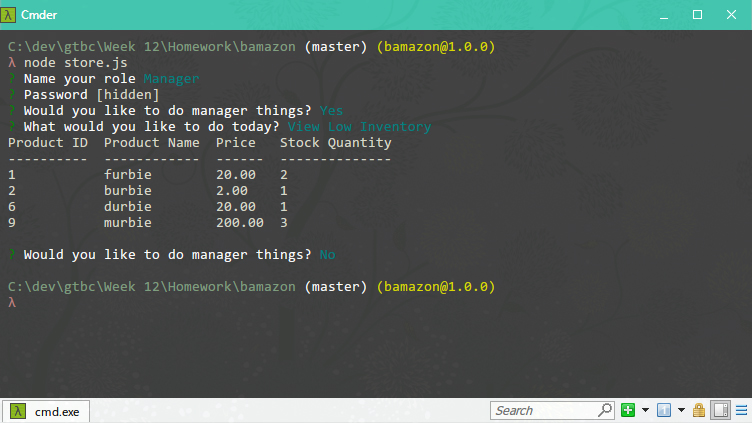 λ Cmder
C:\dev\gtbc\Week 12\Homework\bamazon (master) (bamazon@1.0.0)
λ node store.js
? Name your role Manager
? Password [hidden]
? Would you like to do manager things? Yes
? What would you like to do today? View Low Inventory
Product ID  Product Name  Price   Stock Quantity
----------  ------------  ------  --------------
1           furbie        20.00   2
2           burbie        2.00    1
6           durbie        20.00   1
9           murbie        200.00  3
? Would you like to do manager things? No
C:\dev\gtbc\Week 12\Homework\bamazon (master) (bamazon@1.0.0)
λ
λ cmd.exe
Search
1